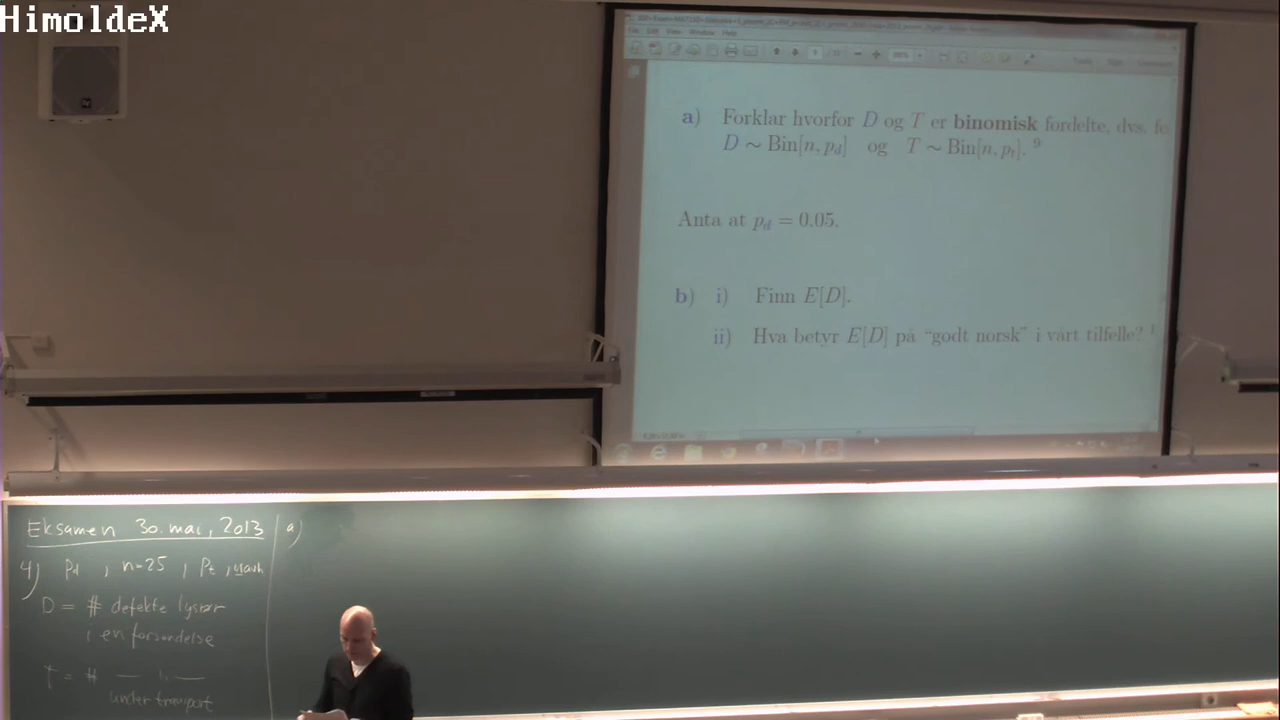 HimoldeX
a) Forklar hvorfor D og T er binomisk fordelte, dvs. fo
D ∼ Bin[n, p_d] og T ∼ Bin[n, p_t]. 9
Anta at p_d = 0.05.
b) i) Finn E[D].
ii) Hva betyr E[D] på “godt norsk” i vårt tilfelle? 1
Eksamen 30. mai, 2013
a)
4) p_d , n=25 , p_t , uavh.
D = # defekte lysrør
i en forsendelse
T = # — " —
under transport